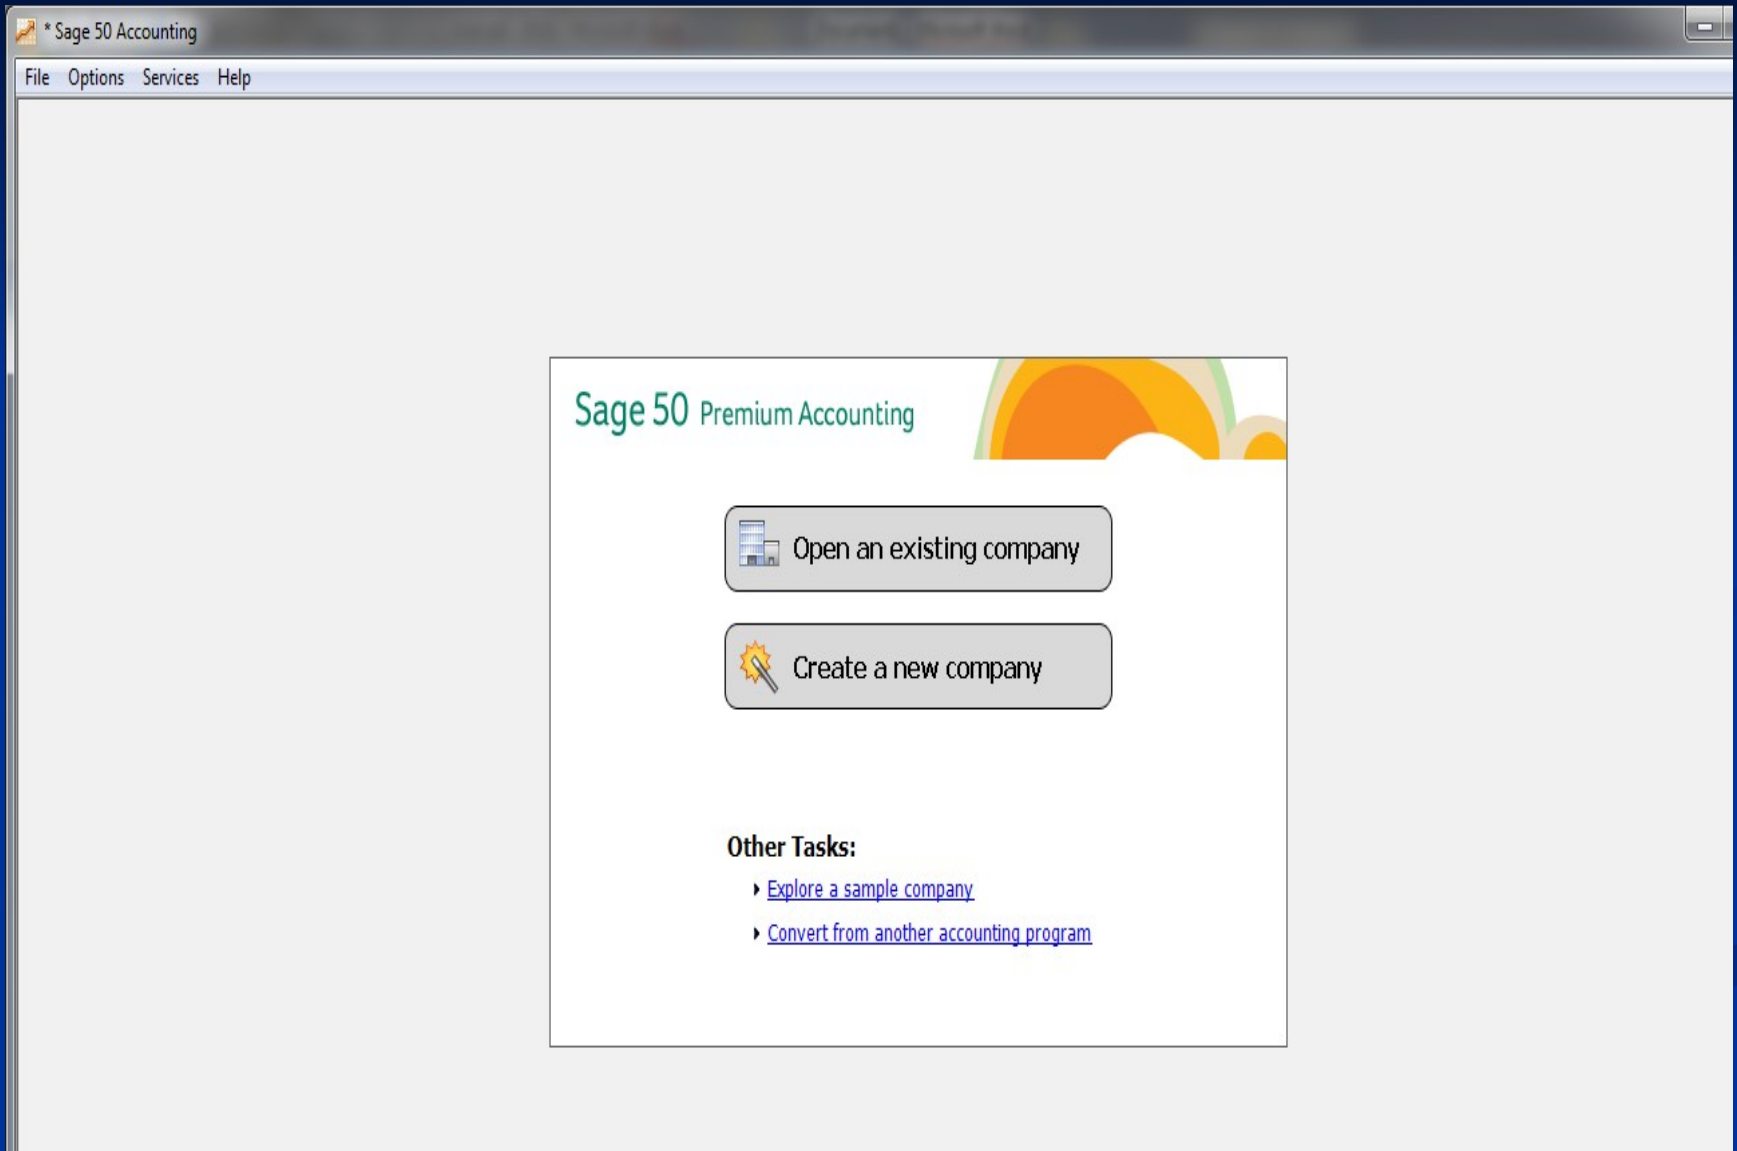 * Sage 50 Accounting
File Options Services Help
Sage 50 Premium Accounting
Open an existing company
Create a new company
Other Tasks:
Explore a sample company
Convert from another accounting program